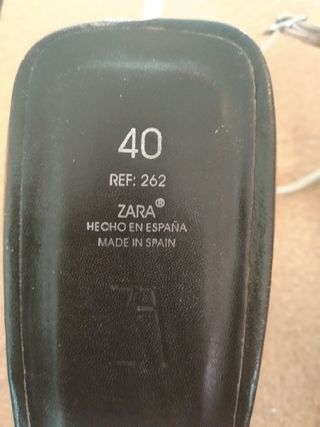 40
REF: 262
ZARA®
HECHO EN ESPAÑA
MADE IN SPAIN